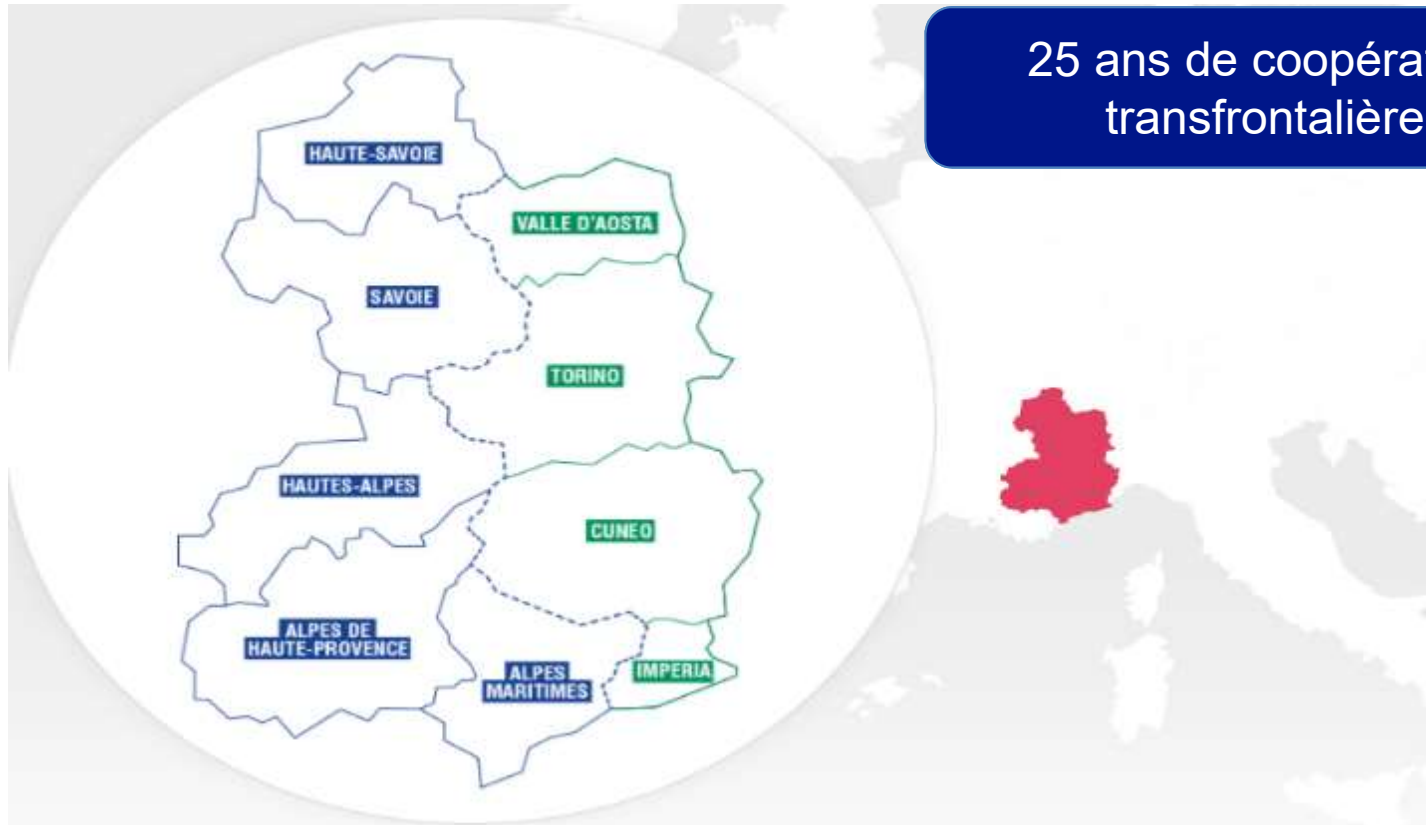 25 ans de coopérat
transfrontalière
HAUTE-SAVOIE
VALLE D'AOSTA
SAVOIE
TORINO
HAUTES-ALPES
CUNEO
ALPES DE
HAUTE-PROVENCE
ALPES
MARITIMES
IMPERIA